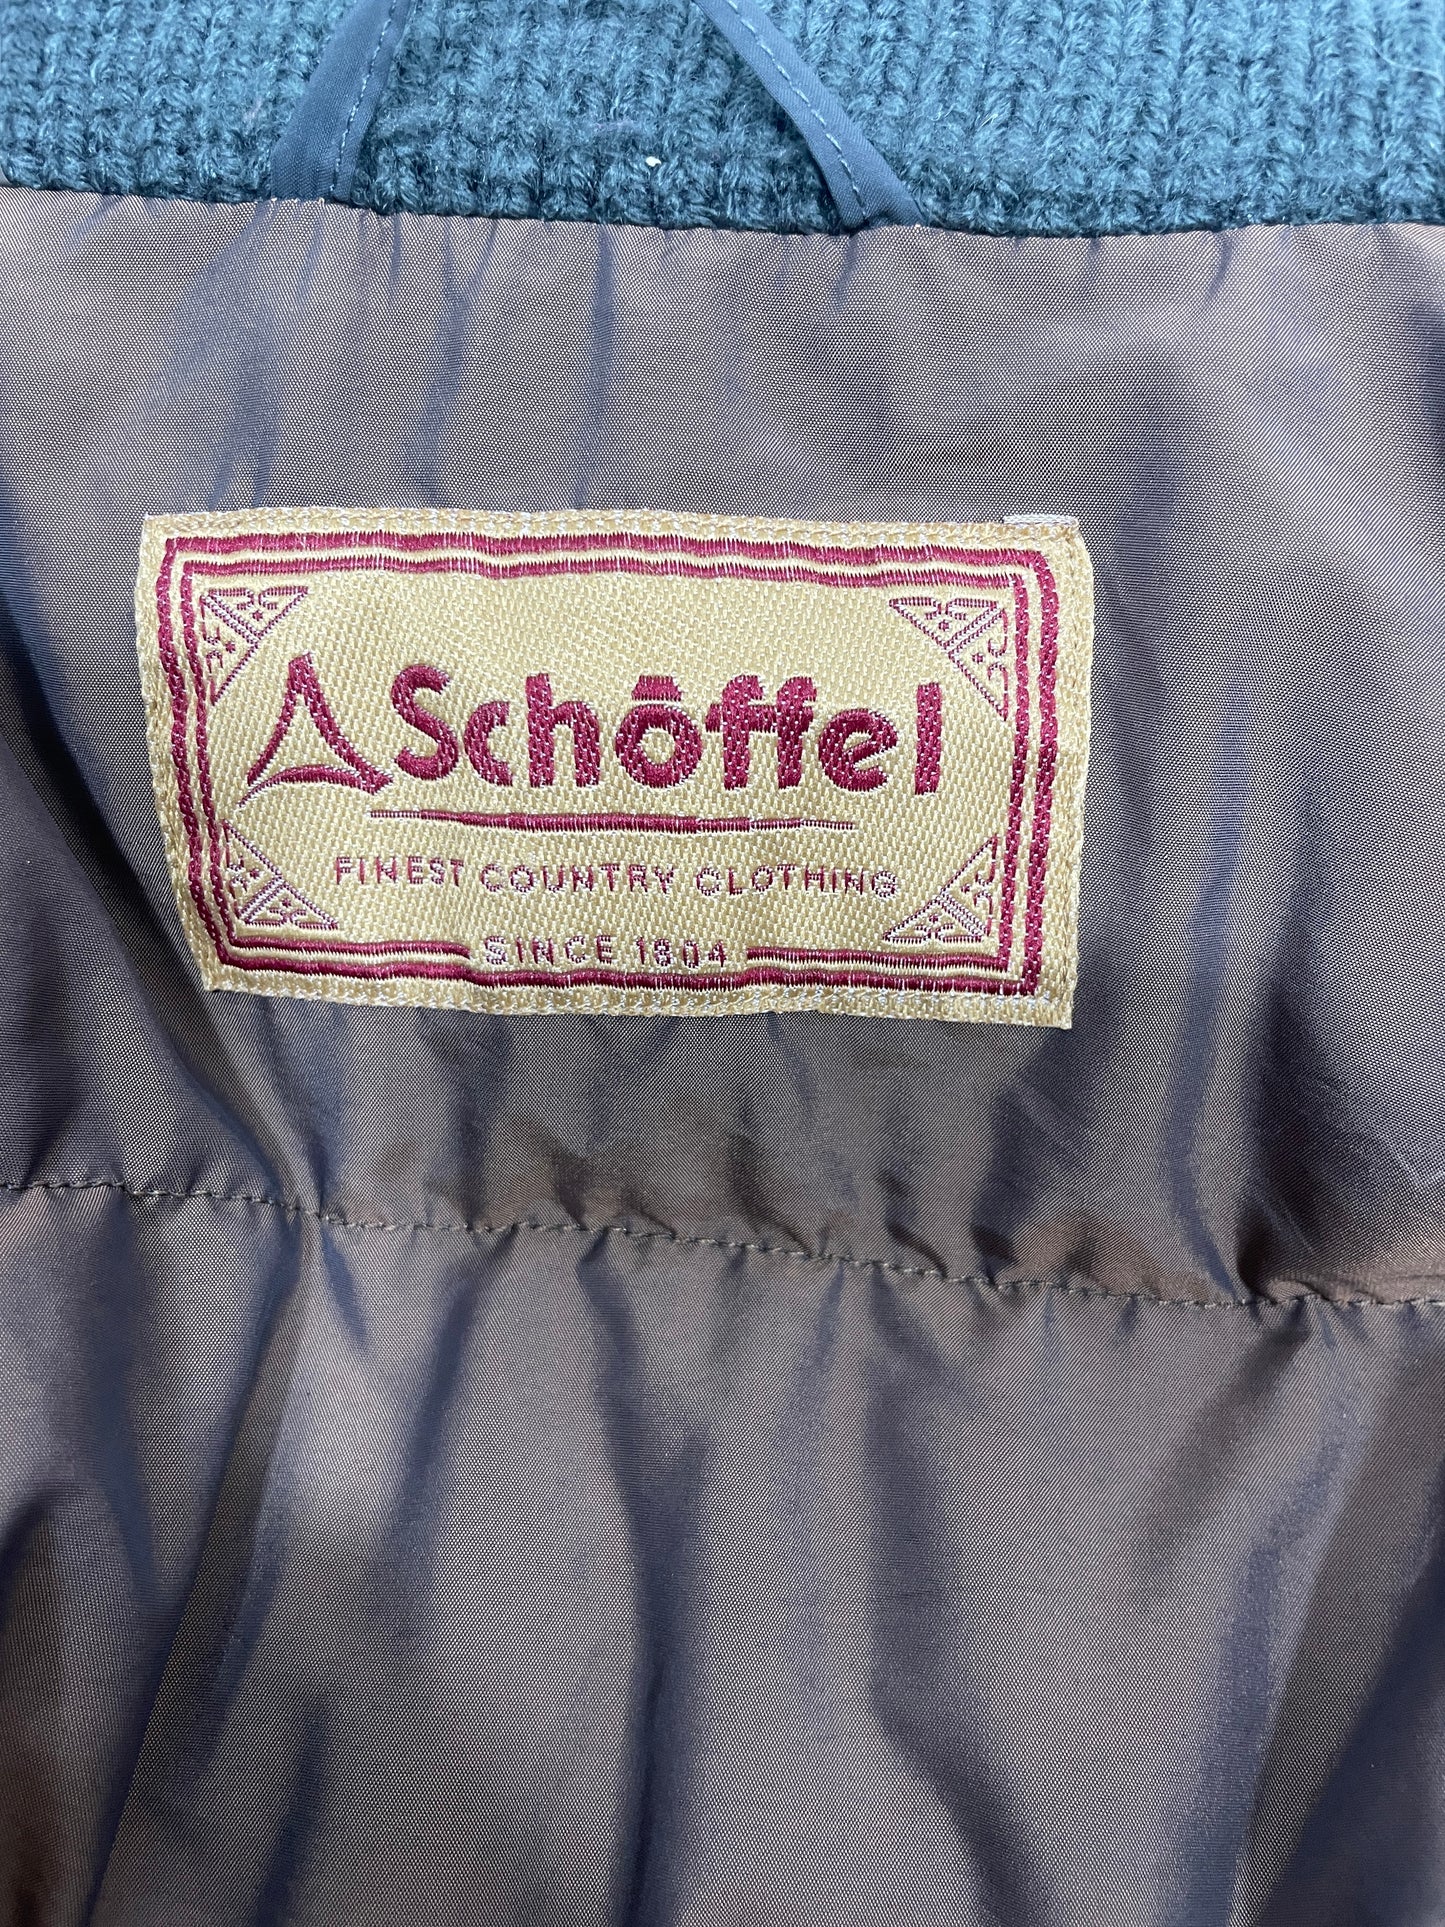 Schöffel
FINEST COUNTRY CLOTHING
SINCE 1804